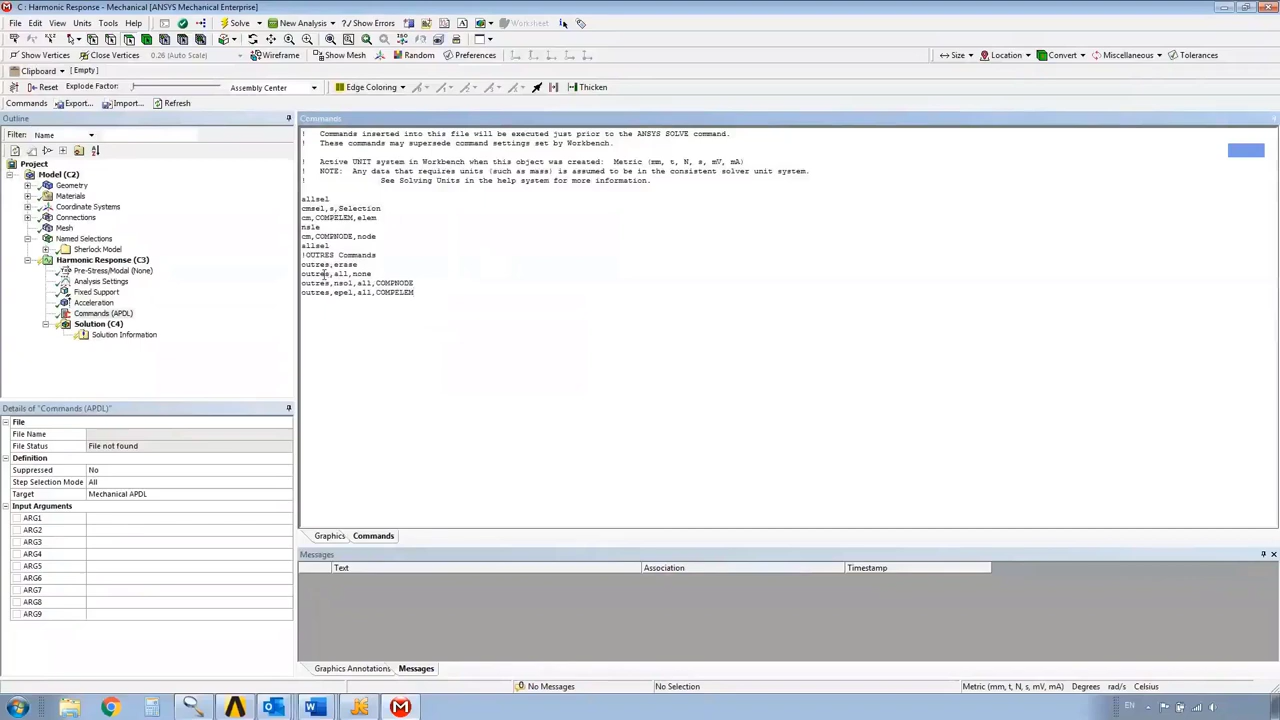 C : Harmonic Response - Mechanical [ANSYS Mechanical Enterprise]
File Edit View Units Tools Help Solve New Analysis Show Errors Worksheet
Show Vertices Close Vertices 0.26 (Auto Scale) Wireframe Show Mesh Random Preferences Size Location Convert Miscellaneous Tolerances
Clipboard [ Empty ]
Reset Explode Factor: Assembly Center Edge Coloring Thicken
Commands Export... Import... Refresh
Outline
Filter: Name
Project
Model (C2)
Geometry
Materials
Coordinate Systems
Connections
Mesh
Named Selections
Sherlock Model
Harmonic Response (C3)
Pre-Stress/Modal (None)
Analysis Settings
Fixed Support
Acceleration
Commands (APDL)
Solution (C4)
Solution Information
Details of "Commands (APDL)"
File
File Name
File Status File not found
Definition
Suppressed No
Step Selection Mode All
Target Mechanical APDL
Input Arguments
ARG1
ARG2
ARG3
ARG4
ARG5
ARG6
ARG7
ARG8
ARG9
Commands
! Commands inserted into this file will be executed just prior to the ANSYS SOLVE command.
! These commands may supersede command settings set by Workbench.
!
! Active UNIT system in Workbench when this object was created: Metric (mm, t, N, s, mV, mA)
! NOTE: Any data that requires units (such as mass) is assumed to be in the consistent solver unit system.
! See Solving Units in the help system for more information.
allsel
cmsel,s,Selection
cm,COMPELEM,elem
nsle
cm,COMPNODE,node
allsel
!OUTRES Commands
outres,erase
outres,all,none
outres,nsol,all,COMPNODE
outres,epel,all,COMPELEM
Graphics Commands
Messages
Text Association Timestamp
Graphics Annotations Messages
No Messages No Selection Metric (mm, t, N, s, mV, mA) Degrees rad/s Celsius
EN